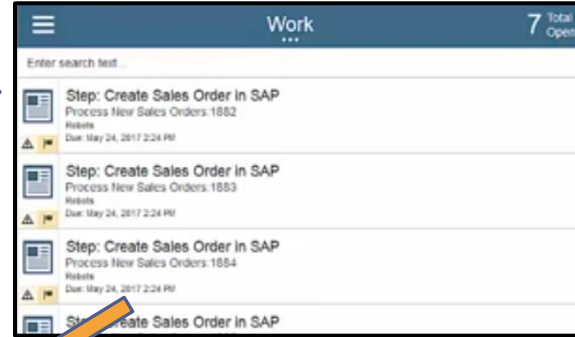 Work
7 Total Open
Enter search text...
Step: Create Sales Order in SAP
Process New Sales Orders:1882
Robots
Due: May 24, 2017 2:24 PM
Step: Create Sales Order in SAP
Process New Sales Orders:1883
Robots
Due: May 24, 2017 2:24 PM
Step: Create Sales Order in SAP
Process New Sales Orders:1884
Robots
Due: May 24, 2017 2:24 PM
Sales Order in SAP